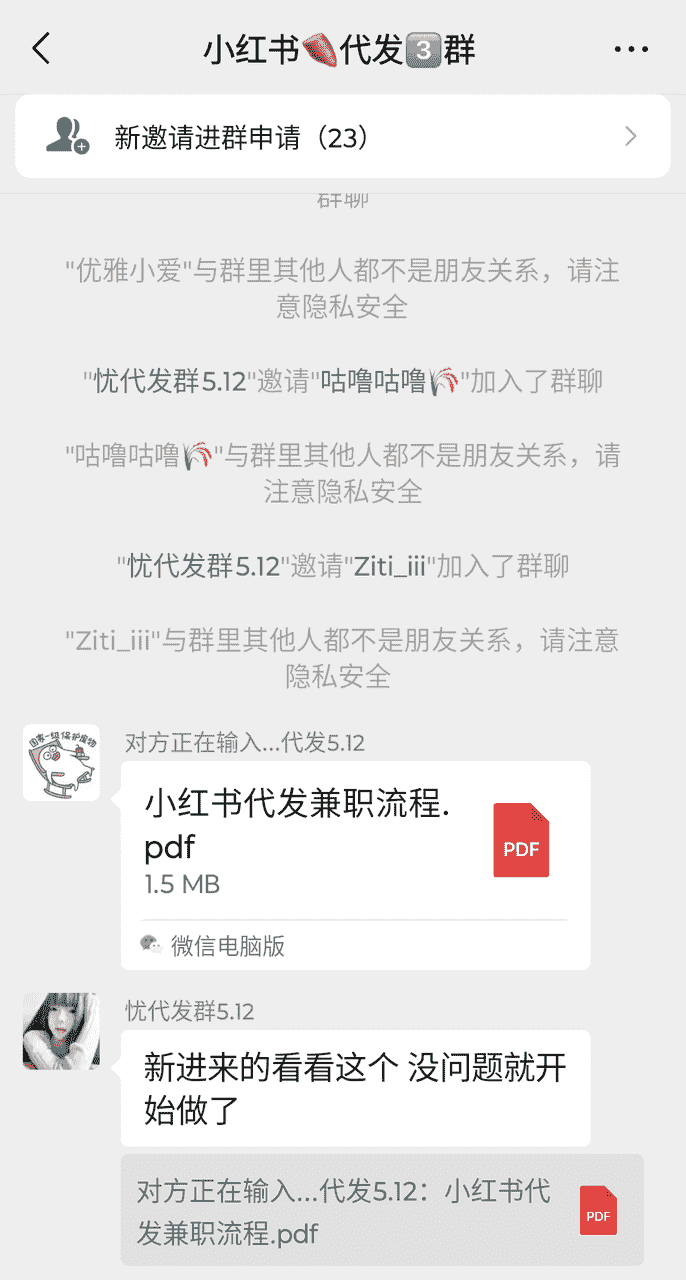 小红书🍠代发3️⃣群
新邀请进群申请（23）
群聊
"优雅小爱"与群里其他人都不是朋友关系，请注
意隐私安全
"忧代发群5.12"邀请"咕噜咕噜🎋"加入了群聊
"咕噜咕噜🎋"与群里其他人都不是朋友关系，请
注意隐私安全
"忧代发群5.12"邀请"Ziti_iii"加入了群聊
"Ziti_iii"与群里其他人都不是朋友关系，请注意
隐私安全
国家一级保护废物
对方正在输入...代发5.12
小红书代发兼职流程.
pdf
PDF
1.5 MB
微信电脑版
忧代发群5.12
新进来的看看这个 没问题就开
始做了
对方正在输入...代发5.12：小红书代
发兼职流程.pdf
PDF